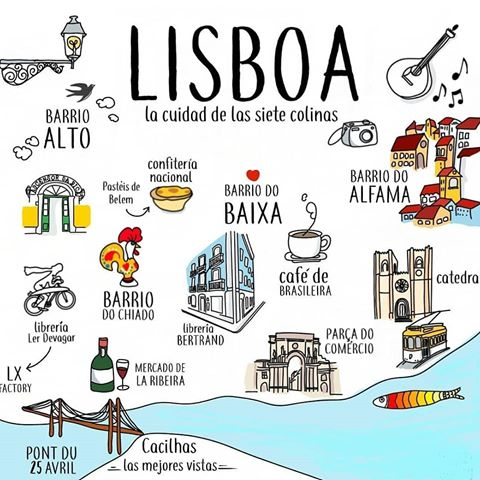 LISBOA
la cuidad de las siete colinas
BARRIO
ALTO
confitería
nacional
Pastéis de
Belem
BARRIO DO
BAIXA
BARRIO DO
ALFAMA
BARRIO
DO CHIADO
café de
BRASILEIRA
catedra
librería
Ler Devagar
librería
BERTRAND
PARÇA DO
COMÉRCIO
LX
FACTORY
MERCADO DE
LA RIBEIRA
PONT DU
25 AVRIL
Cacilhas
las mejores vistas